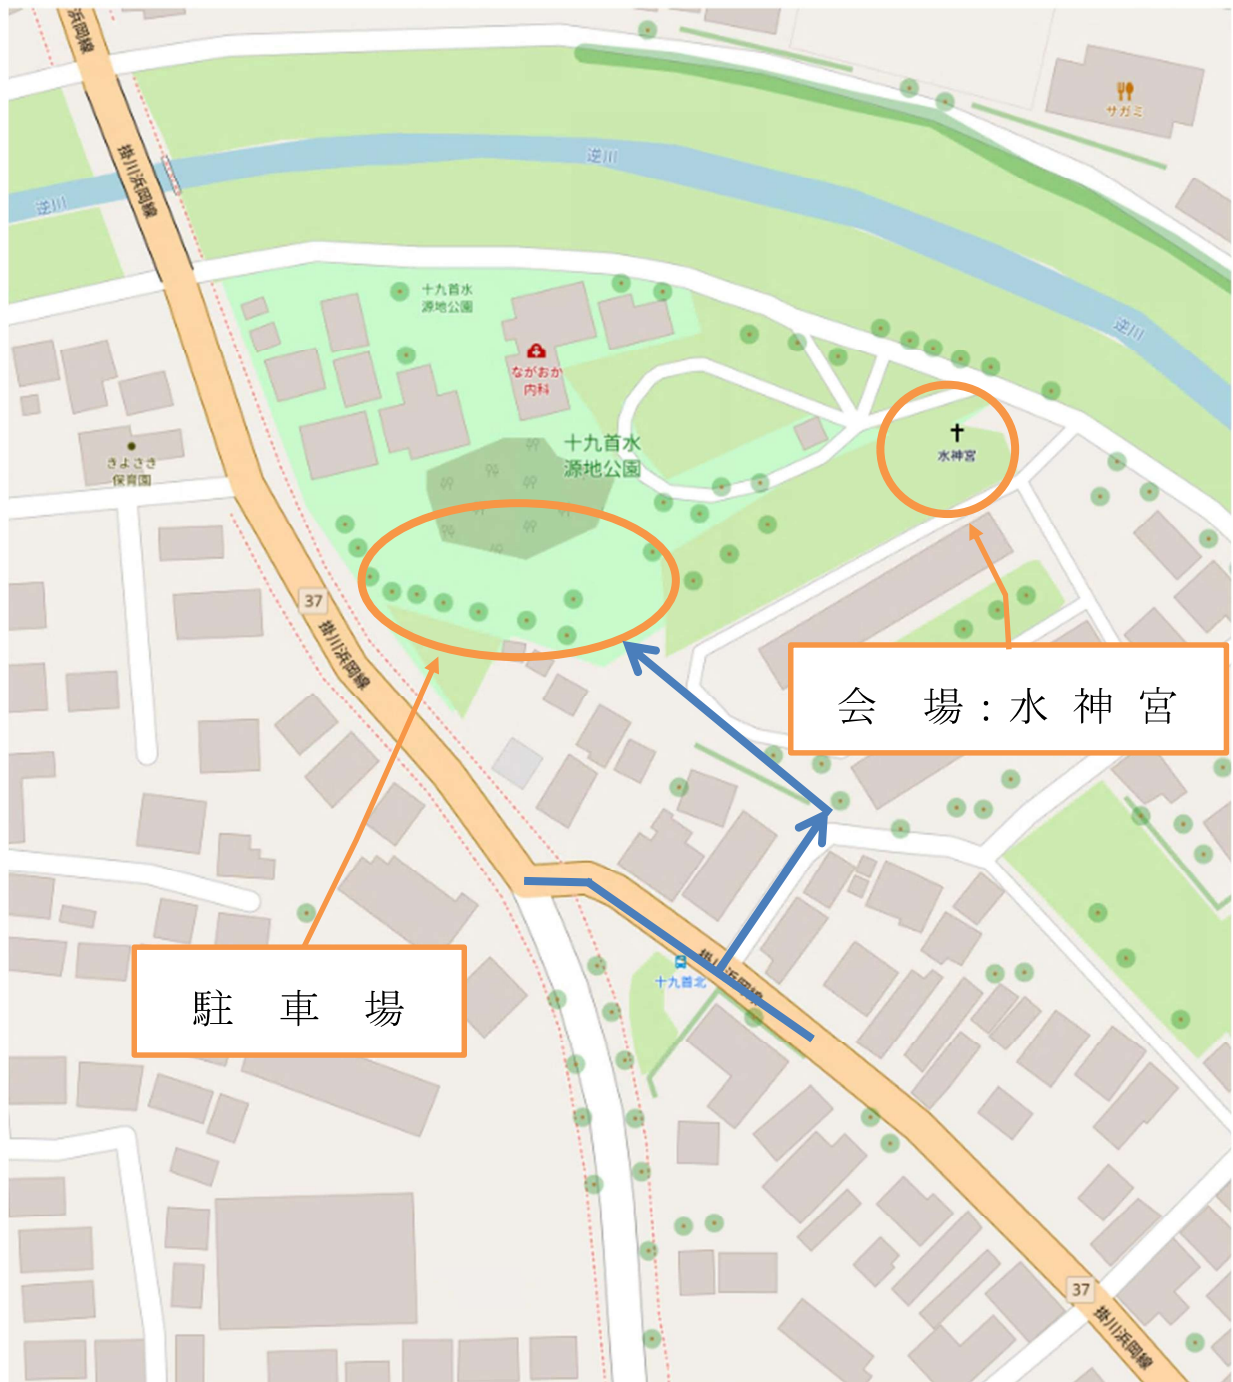 浜岡線
サガミ
掛川浜岡線
逆川
逆川
逆川
十九首水
源地公園
ながおか
内科
十九首水
源地公園
水神宮
きよさき
保育園
37
掛川浜岡線
会 場:水 神 宮
掛川浜岡線
十九首北
駐 車 場
37
掛川浜岡線